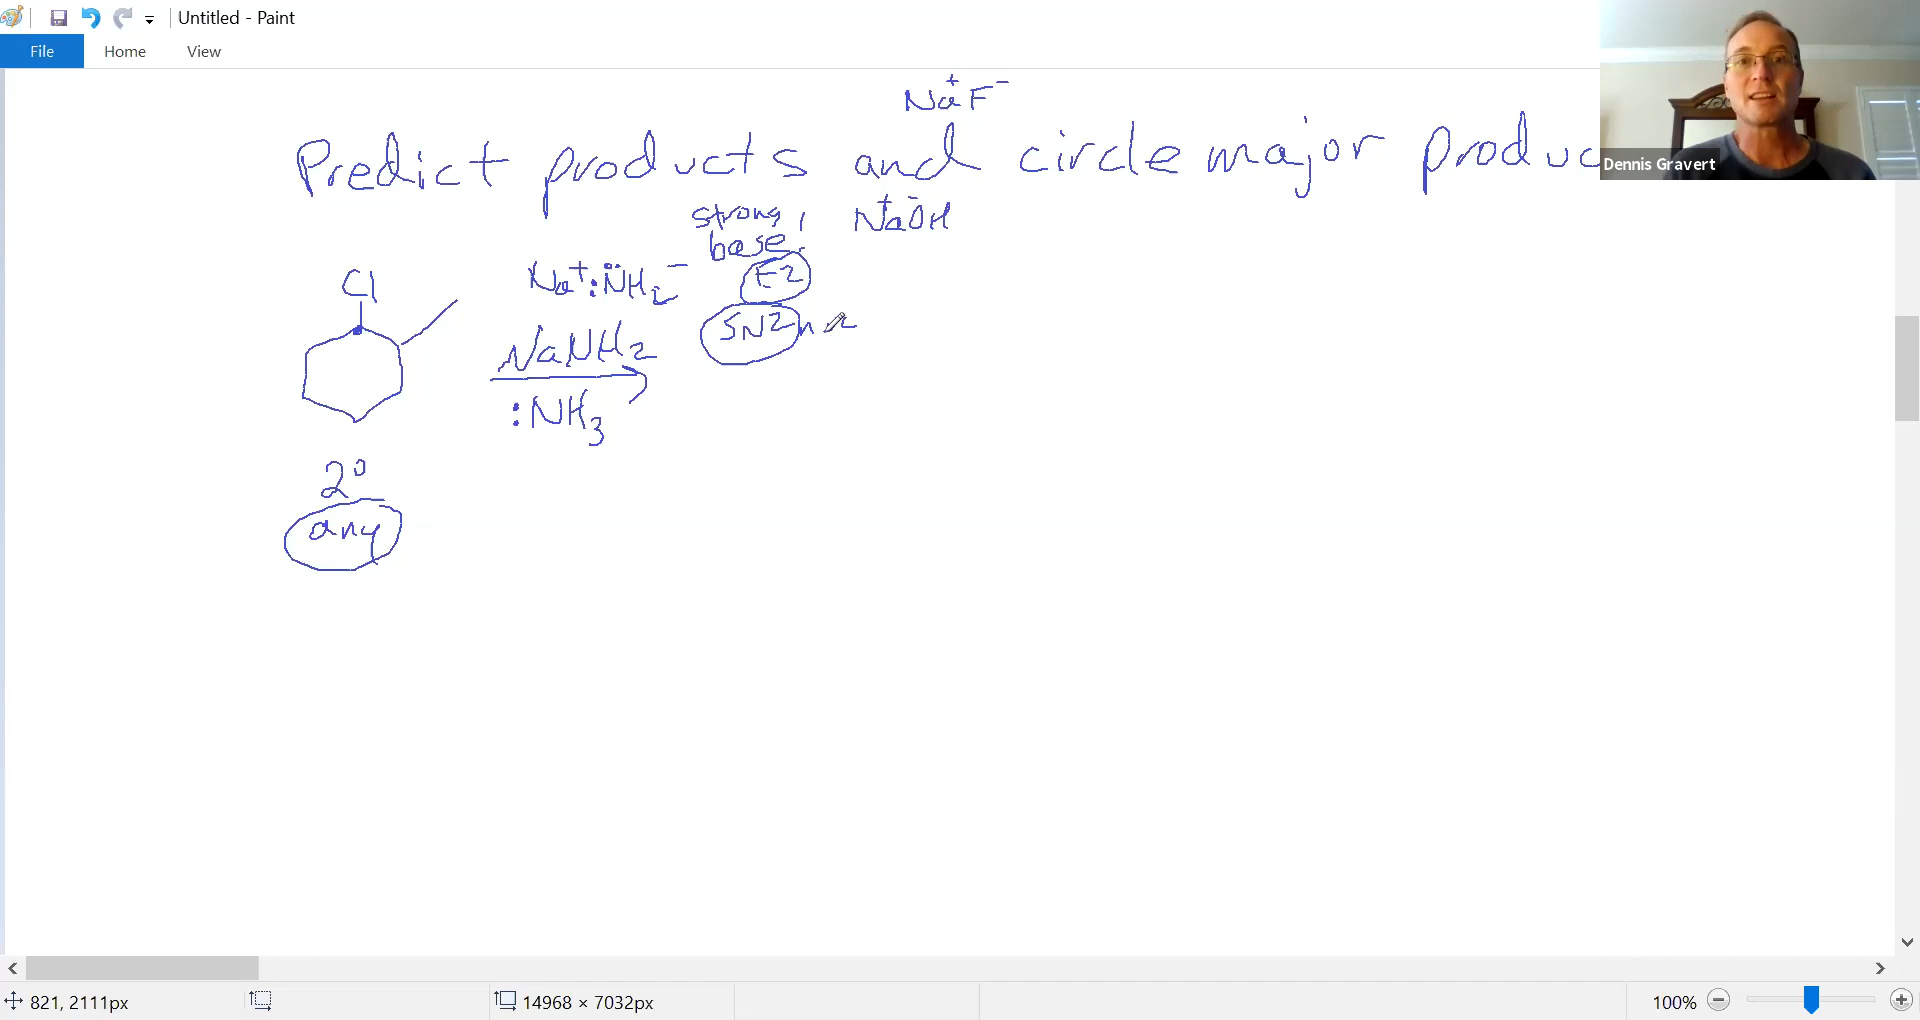 Untitled - Paint
File Home View
Na⁺F⁻
Predict products and circle major produc
Dennis Gravert
strong NaOH
base
Cl
Na⁺:N̈H₂⁻ E2
SN2
NaNH₂
:NH₃
2°
any
821, 2111px 14968 × 7032px 100%